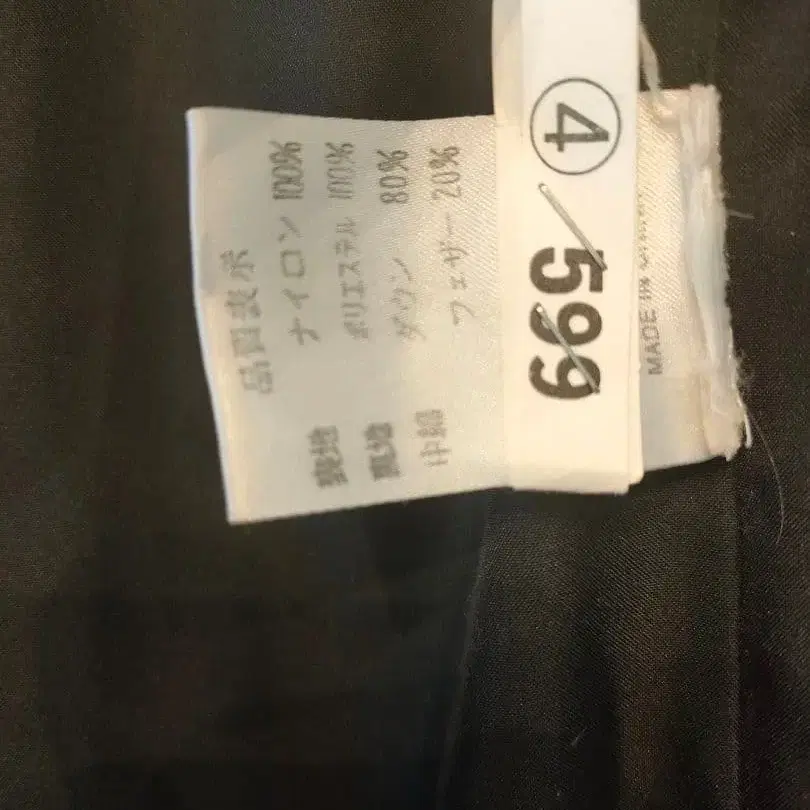 品質表示
表地 ナイロン 100%
裏地 ポリエステル 100%
中綿 ダウン 80%
フェザー 20%
④/599
MADE IN